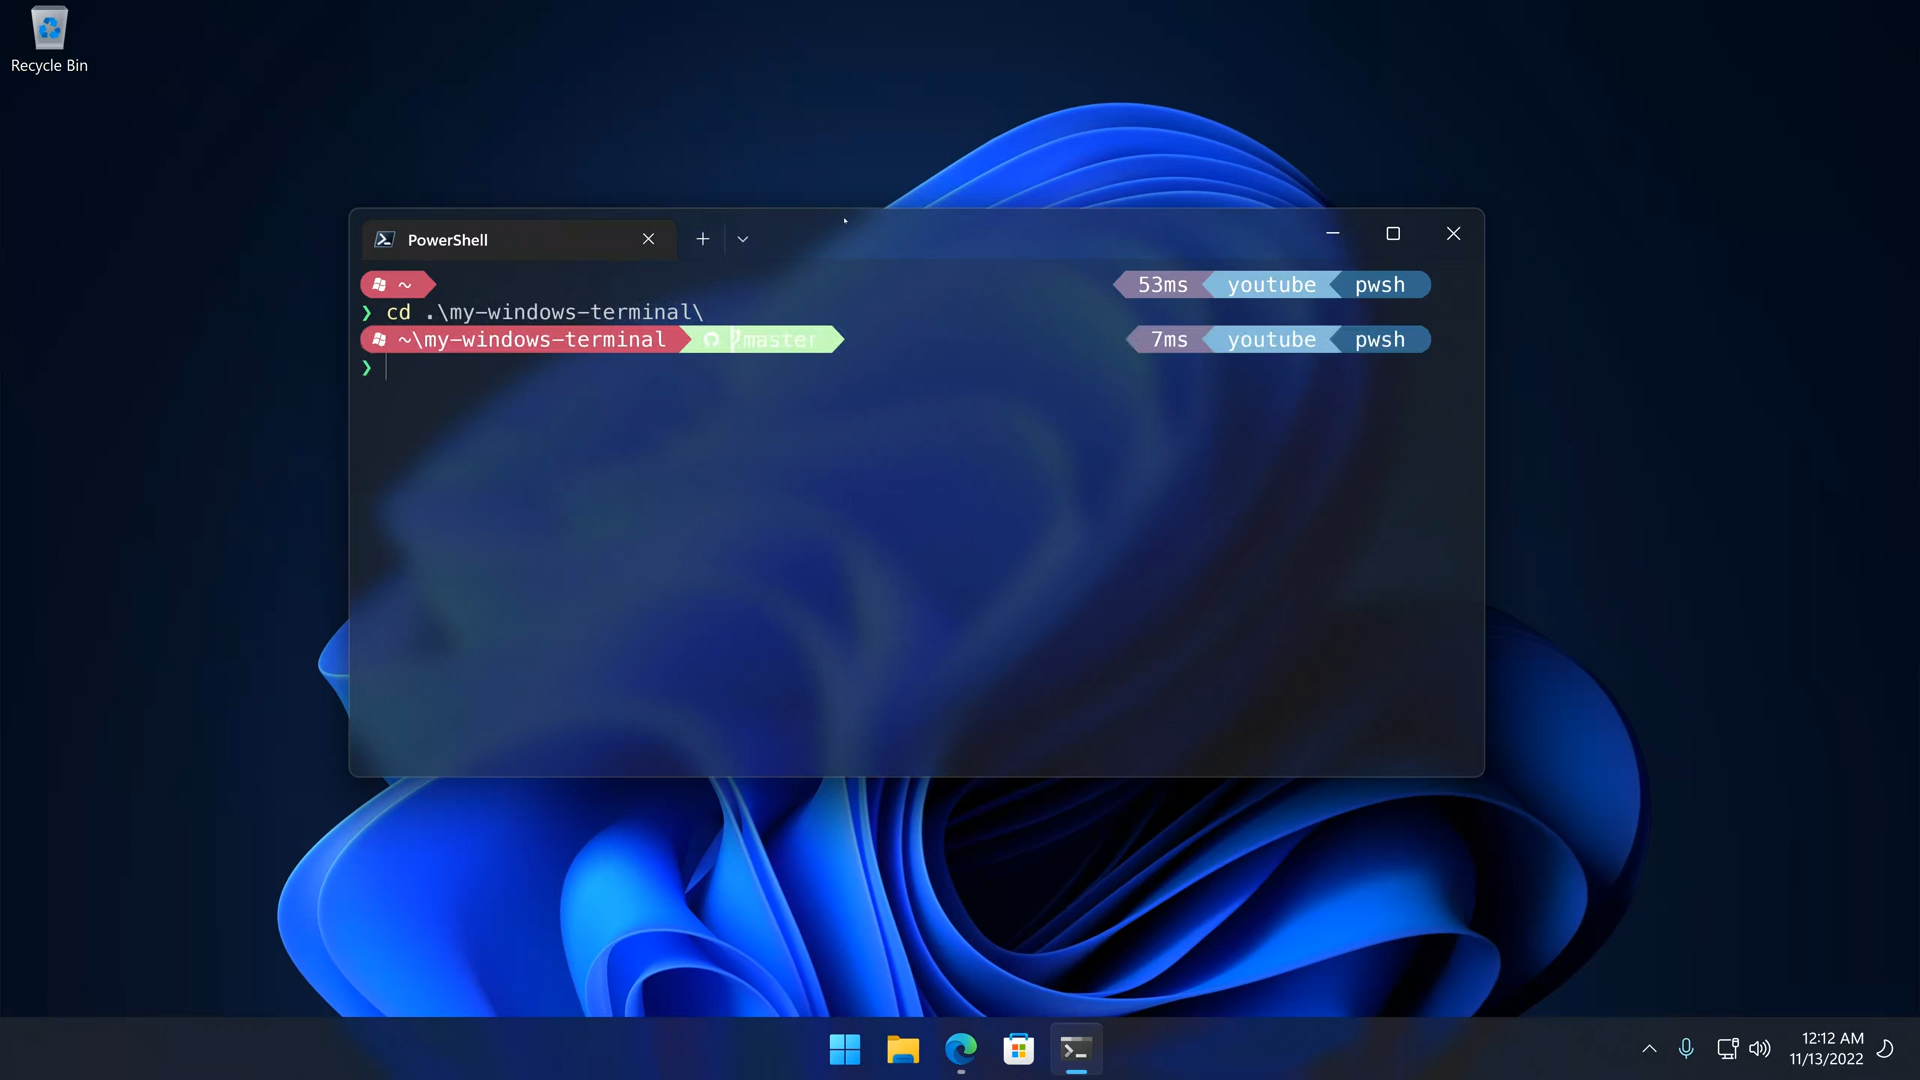 Recycle Bin
PowerShell
~ 53ms youtube pwsh
❯ cd .\my-windows-terminal\
~\my-windows-terminal master 7ms youtube pwsh
❯
12:12 AM
11/13/2022